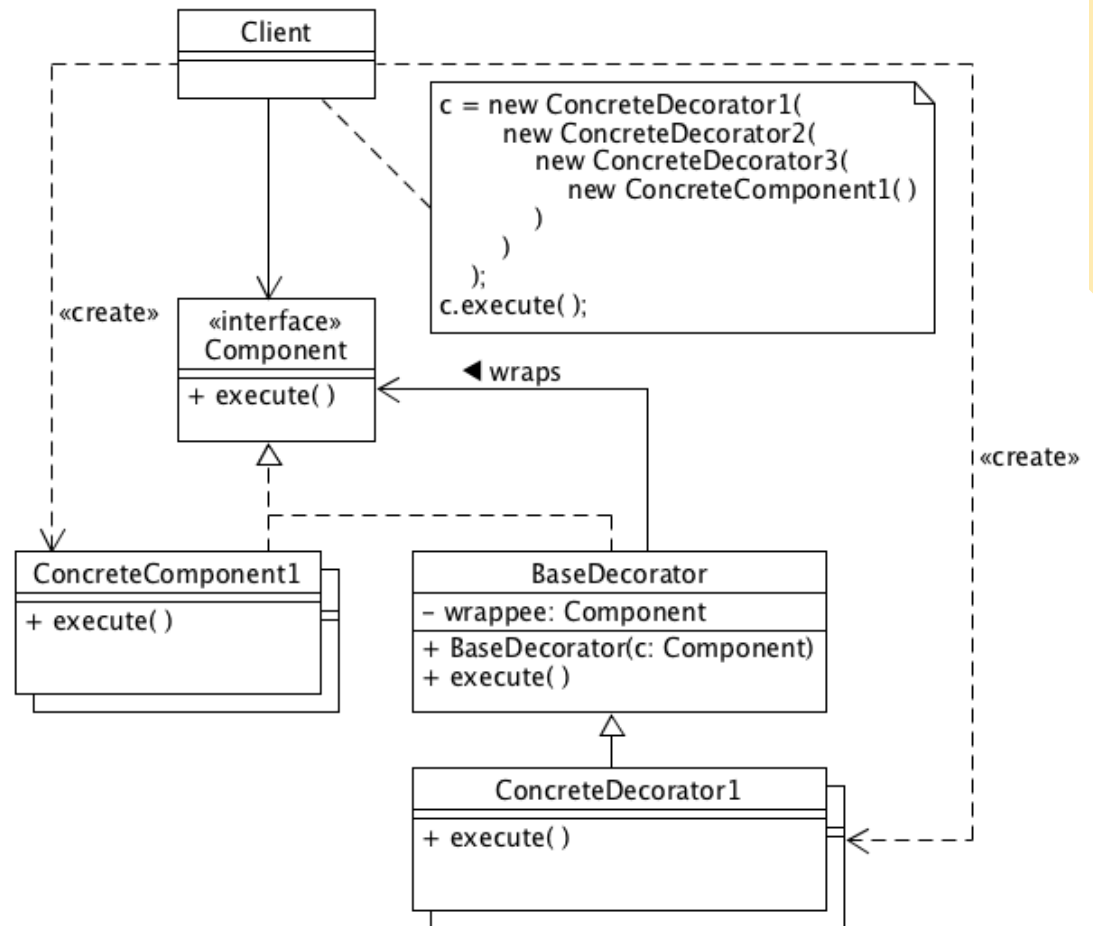 Client
c = new ConcreteDecorator1(
new ConcreteDecorator2(
new ConcreteDecorator3(
new ConcreteComponent1( )
)
)
);
c.execute( );
«create»
«interface»
Component
+ execute( )
◀ wraps
«create»
ConcreteComponent1
+ execute( )
BaseDecorator
– wrappee: Component
+ BaseDecorator(c: Component)
+ execute( )
ConcreteDecorator1
+ execute( )